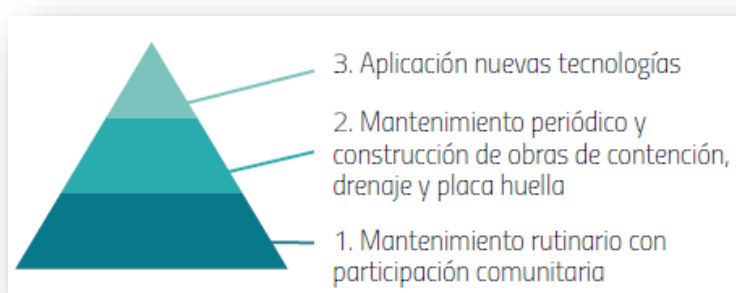 3. Aplicación nuevas tecnologías
2. Mantenimiento periódico y
construcción de obras de contención,
drenaje y placa huella
1. Mantenimiento rutinario con
participación comunitaria